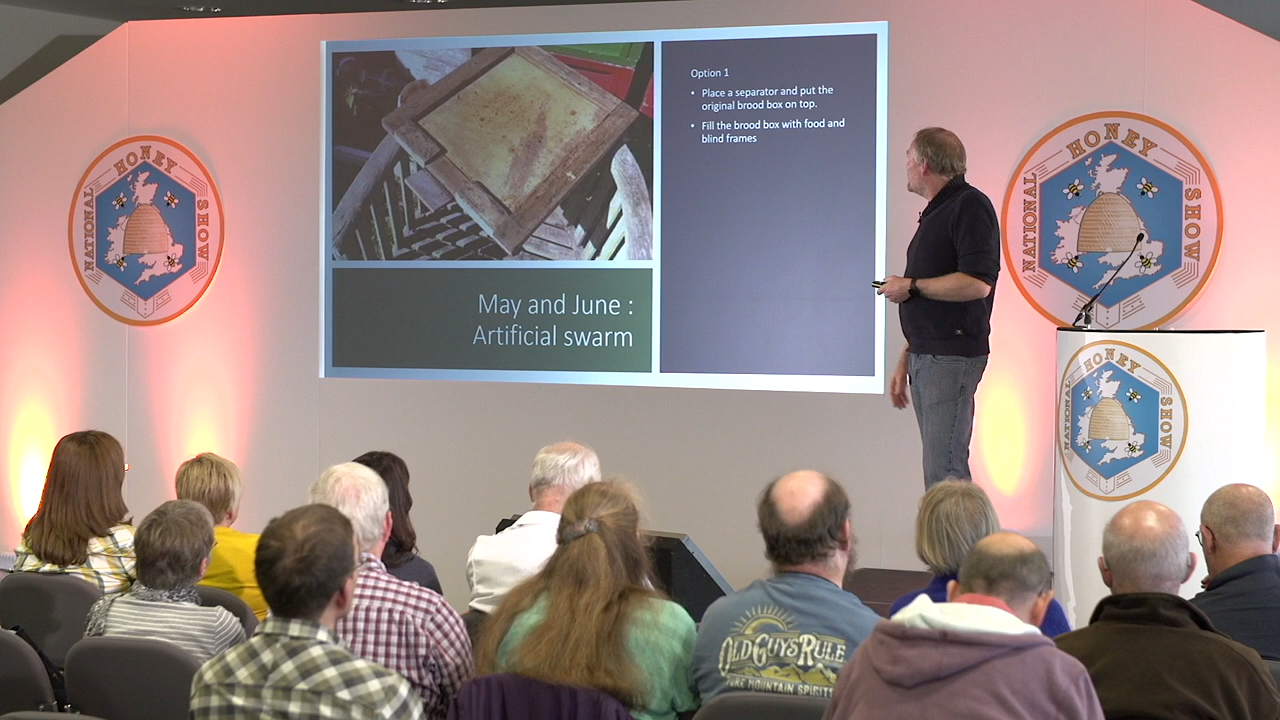 Option 1
• Place a separator and put the
original brood box on top.
• Fill the brood box with food and
blind frames
May and June :
Artificial swarm
NATIONAL HONEY SHOW
NATIONAL HONEY SHOW
NATIONAL HONEY SHOW
OLD GUYS RULE
MOUNTAIN SPIRIT